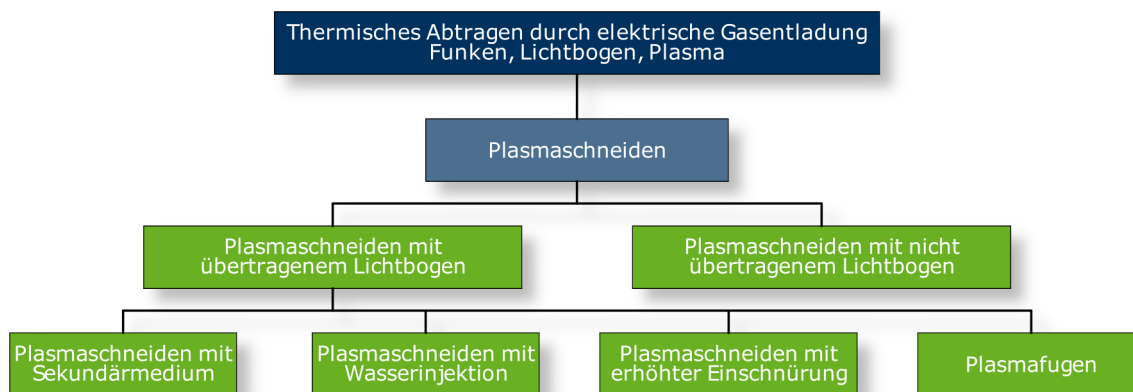 Thermisches Abtragen durch elektrische Gasentladung
Funken, Lichtbogen, Plasma
Plasmaschneiden
Plasmaschneiden mit
übertragenem Lichtbogen
Plasmaschneiden mit nicht
übertragenem Lichtbogen
Plasmaschneiden mit
Sekundärmedium
Plasmaschneiden mit
Wasserinjektion
Plasmaschneiden mit
erhöhter Einschnürung
Plasmafugen